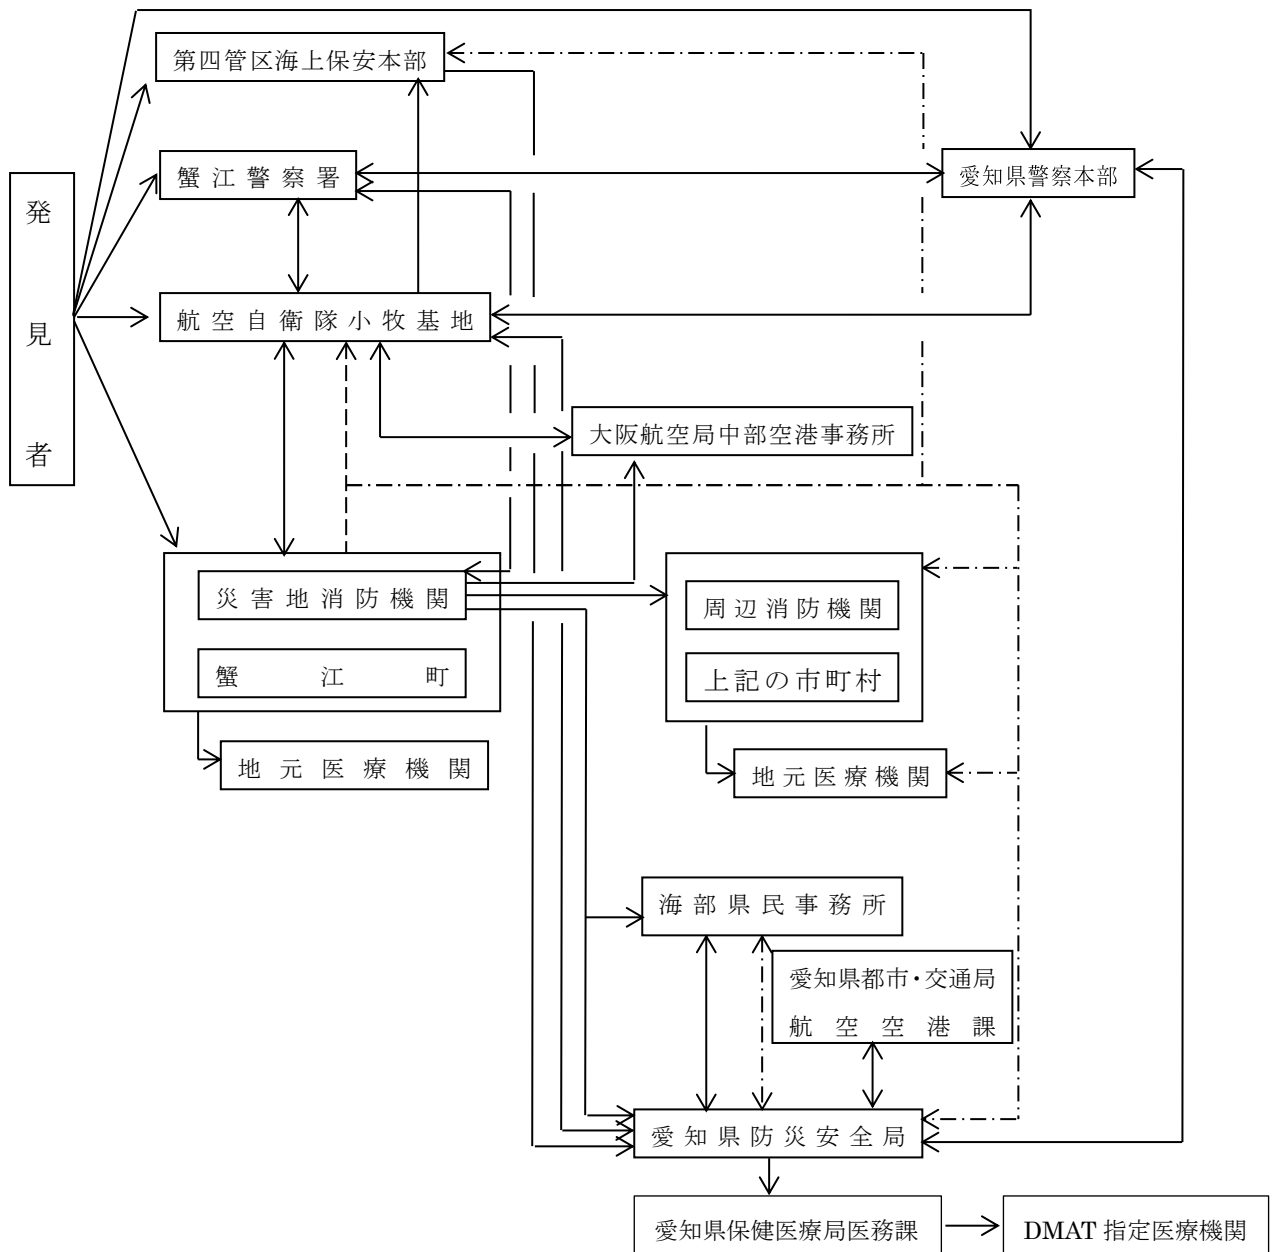 第四管区海上保安本部
蟹江警察署
愛知県警察本部
発見者
航空自衛隊小牧基地
大阪航空局中部空港事務所
災害地消防機関
周辺消防機関
蟹江町
上記の市町村
地元医療機関
地元医療機関
海部県民事務所
愛知県都市・交通局
航空空港課
愛知県防災安全局
愛知県保健医療局医務課
DMAT 指定医療機関